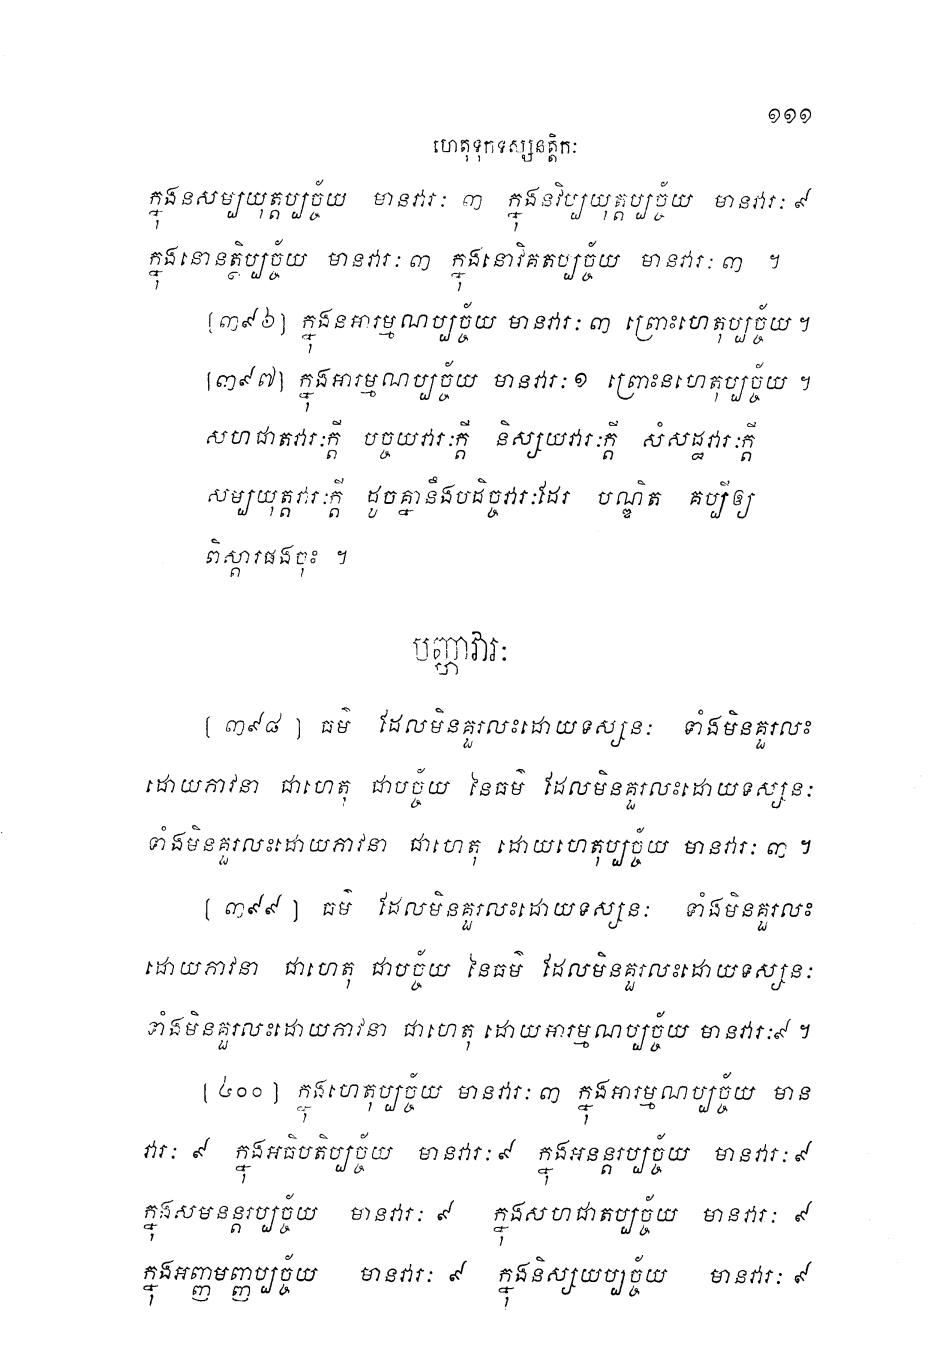 ១១១
ហេតុទុកទស្សនត្តិកៈ
ក្នុងនសម្បយុត្តប្បច្ច័យ មានវារៈ ៣ ក្នុងនវិប្បយុត្តប្បច្ច័យ មានវារៈ ៩
ក្នុងនោនត្ថិប្បច្ច័យ មានវារៈ ៣ ក្នុងនោវិគតប្បច្ច័យ មានវារៈ ៣ ។
[៣៩៦] ក្នុងនអារម្មណប្បច្ច័យ មានវារៈ ៣ ព្រោះហេតុប្បច្ច័យ ។
[៣៩៧] ក្នុងអារម្មណប្បច្ច័យ មានវារៈ ១ ព្រោះនហេតុប្បច្ច័យ ។
សហជាតវារៈក្តី បច្ចយវារៈក្តី និស្សយវារៈក្តី សំសដ្ឋវារៈក្តី
សម្បយុត្តវារៈក្តី ដូចគ្នានឹងបដិច្ចវារៈដែរ បណ្ឌិត គប្បីឲ្យ
ពិស្តារផងចុះ ។
បញ្ហាវារៈ
[ ៣៩៨ ] ធម៌ ដែលមិនគួរលះដោយទស្សនៈ ទាំងមិនគួរលះ
ដោយភាវនា ជាហេតុ ជាបច្ច័យ នៃធម៌ ដែលមិនគួរលះដោយទស្សនៈ
ទាំងមិនគួរលះដោយភាវនា ជាហេតុ ដោយហេតុប្បច្ច័យ មានវារៈ ៣ ។
[ ៣៩៩ ] ធម៌ ដែលមិនគួរលះដោយទស្សនៈ ទាំងមិនគួរលះ
ដោយភាវនា ជាហេតុ ជាបច្ច័យ នៃធម៌ ដែលមិនគួរលះដោយទស្សនៈ
ទាំងមិនគួរលះដោយភាវនា ជាហេតុ ដោយអារម្មណប្បច្ច័យ មានវារៈ៩ ។
[ ៤០០ ] ក្នុងហេតុប្បច្ច័យ មានវារៈ ៣ ក្នុងអារម្មណប្បច្ច័យ មាន
វារៈ ៩ ក្នុងអធិបតិប្បច្ច័យ មានវារៈ ៩ ក្នុងអនន្តរប្បច្ច័យ មានវារៈ ៩
ក្នុងសមនន្តរប្បច្ច័យ មានវារៈ ៩ ក្នុងសហជាតប្បច្ច័យ មានវារៈ ៩
ក្នុងអញ្ញមញ្ញប្បច្ច័យ មានវារៈ ៩ ក្នុងនិស្សយប្បច្ច័យ មានវារៈ ៩